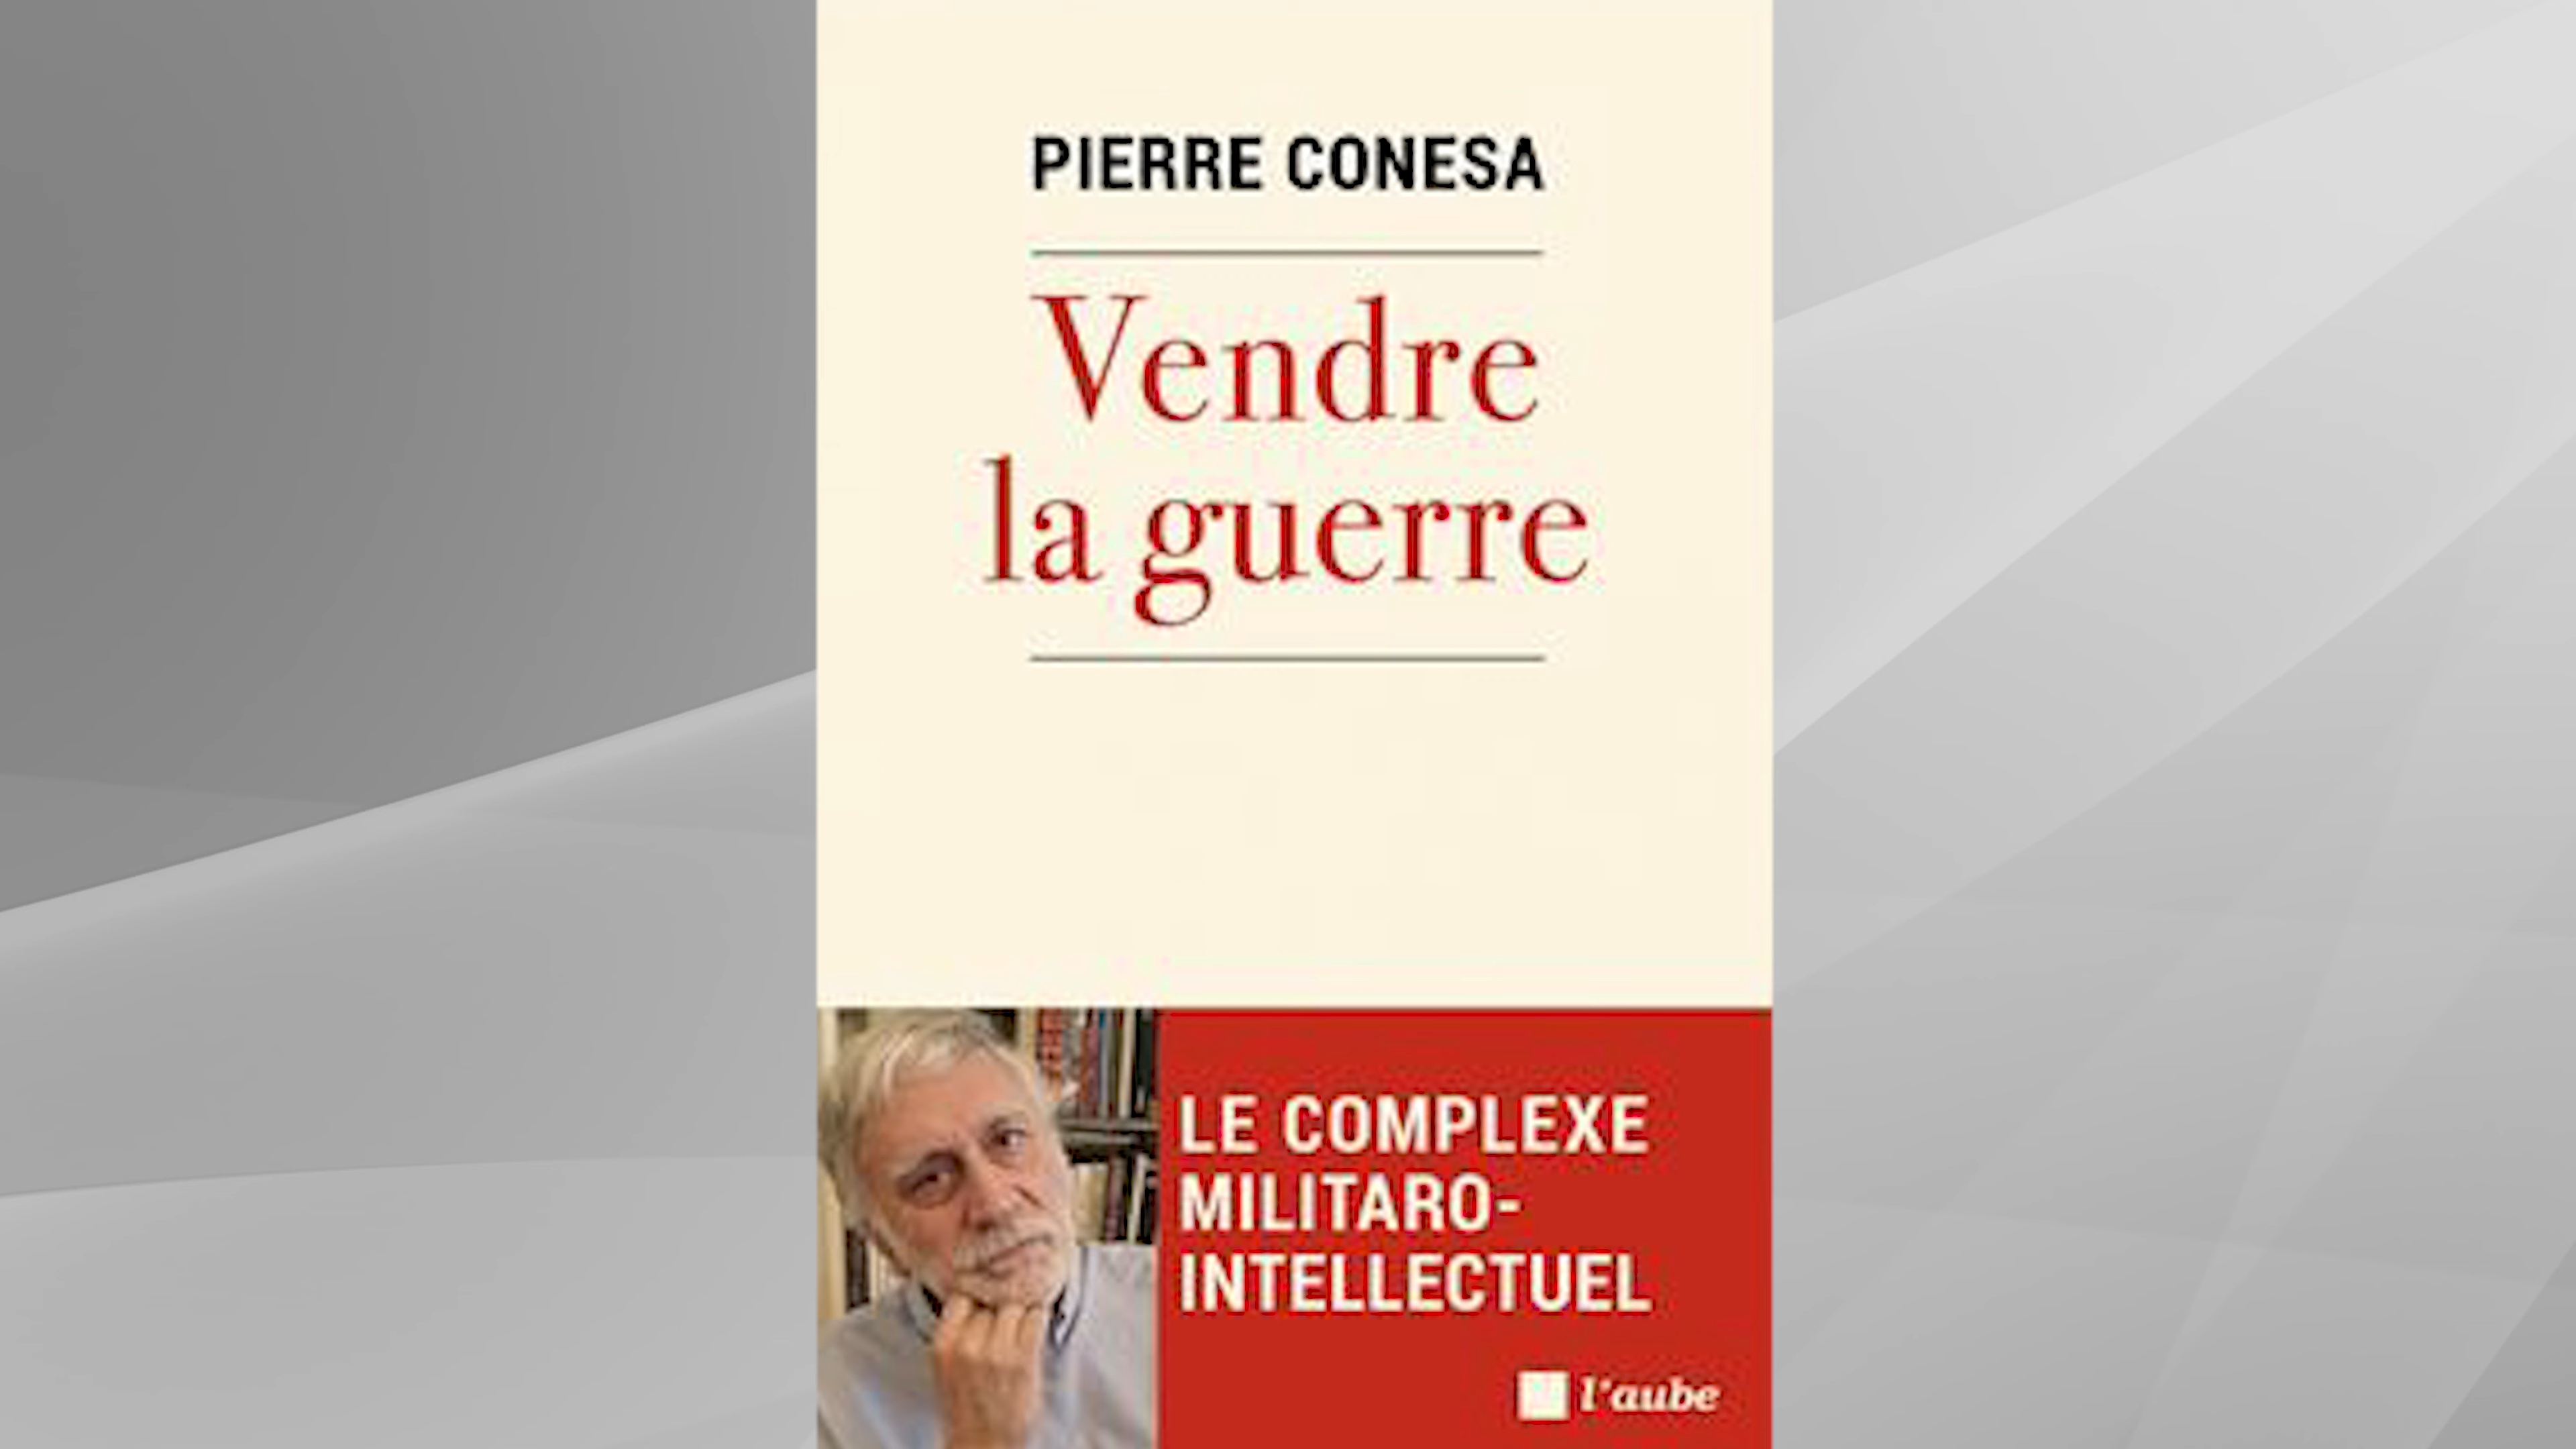 PIERRE CONESA
Vendre
la guerre
LE COMPLEXE
MILITARO-
INTELLECTUEL
l'aube